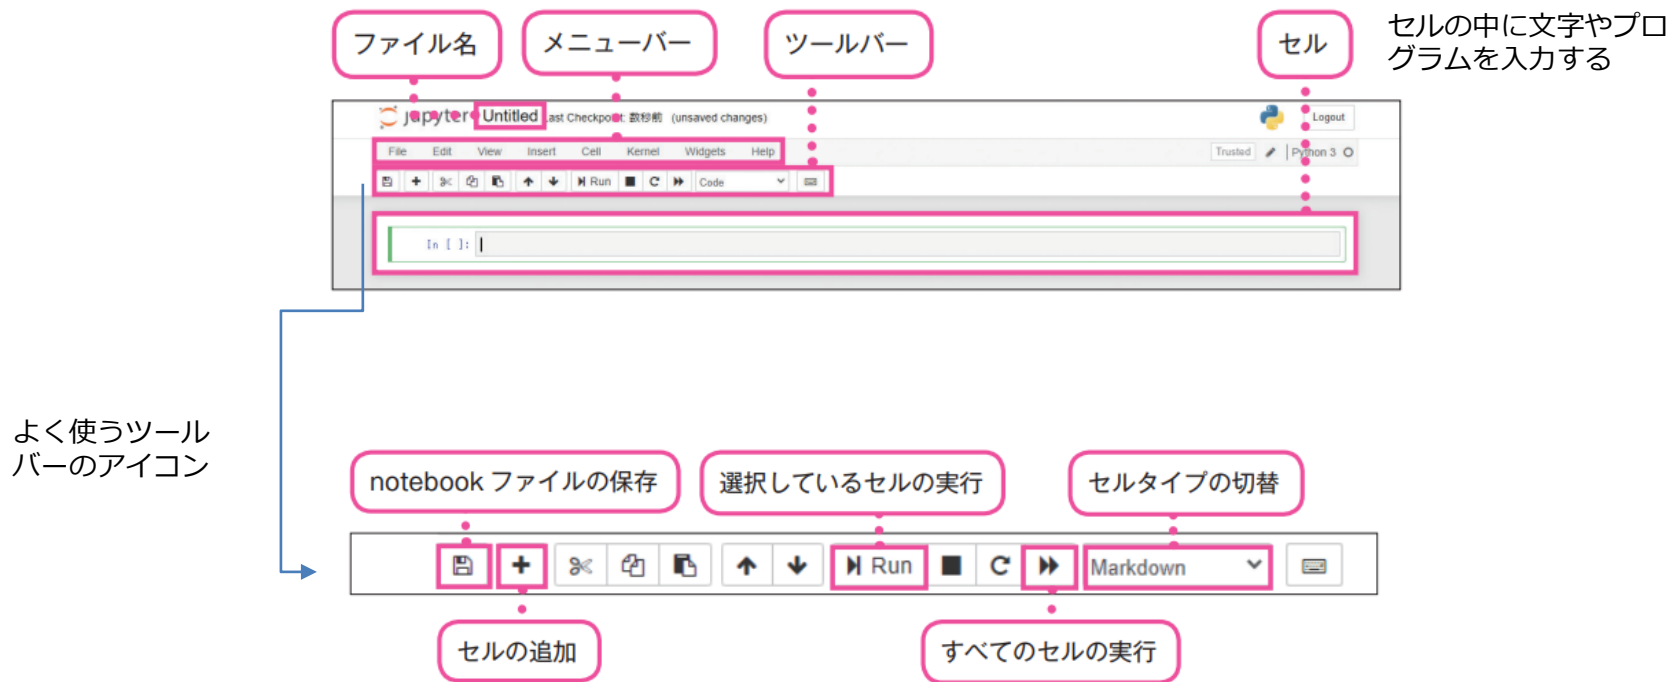 ファイル名
メニューバー
ツールバー
セル
セルの中に文字やプロ
グラムを入力する
jupyter Untitled Last Checkpoint: 数秒前 (unsaved changes)
Logout
File Edit View Insert Cell Kernel Widgets Help
Trusted Python 3
Run Code
In [ ]:
よく使うツール
バーのアイコン
notebook ファイルの保存
選択しているセルの実行
セルタイプの切替
Run Markdown
セルの追加
すべてのセルの実行